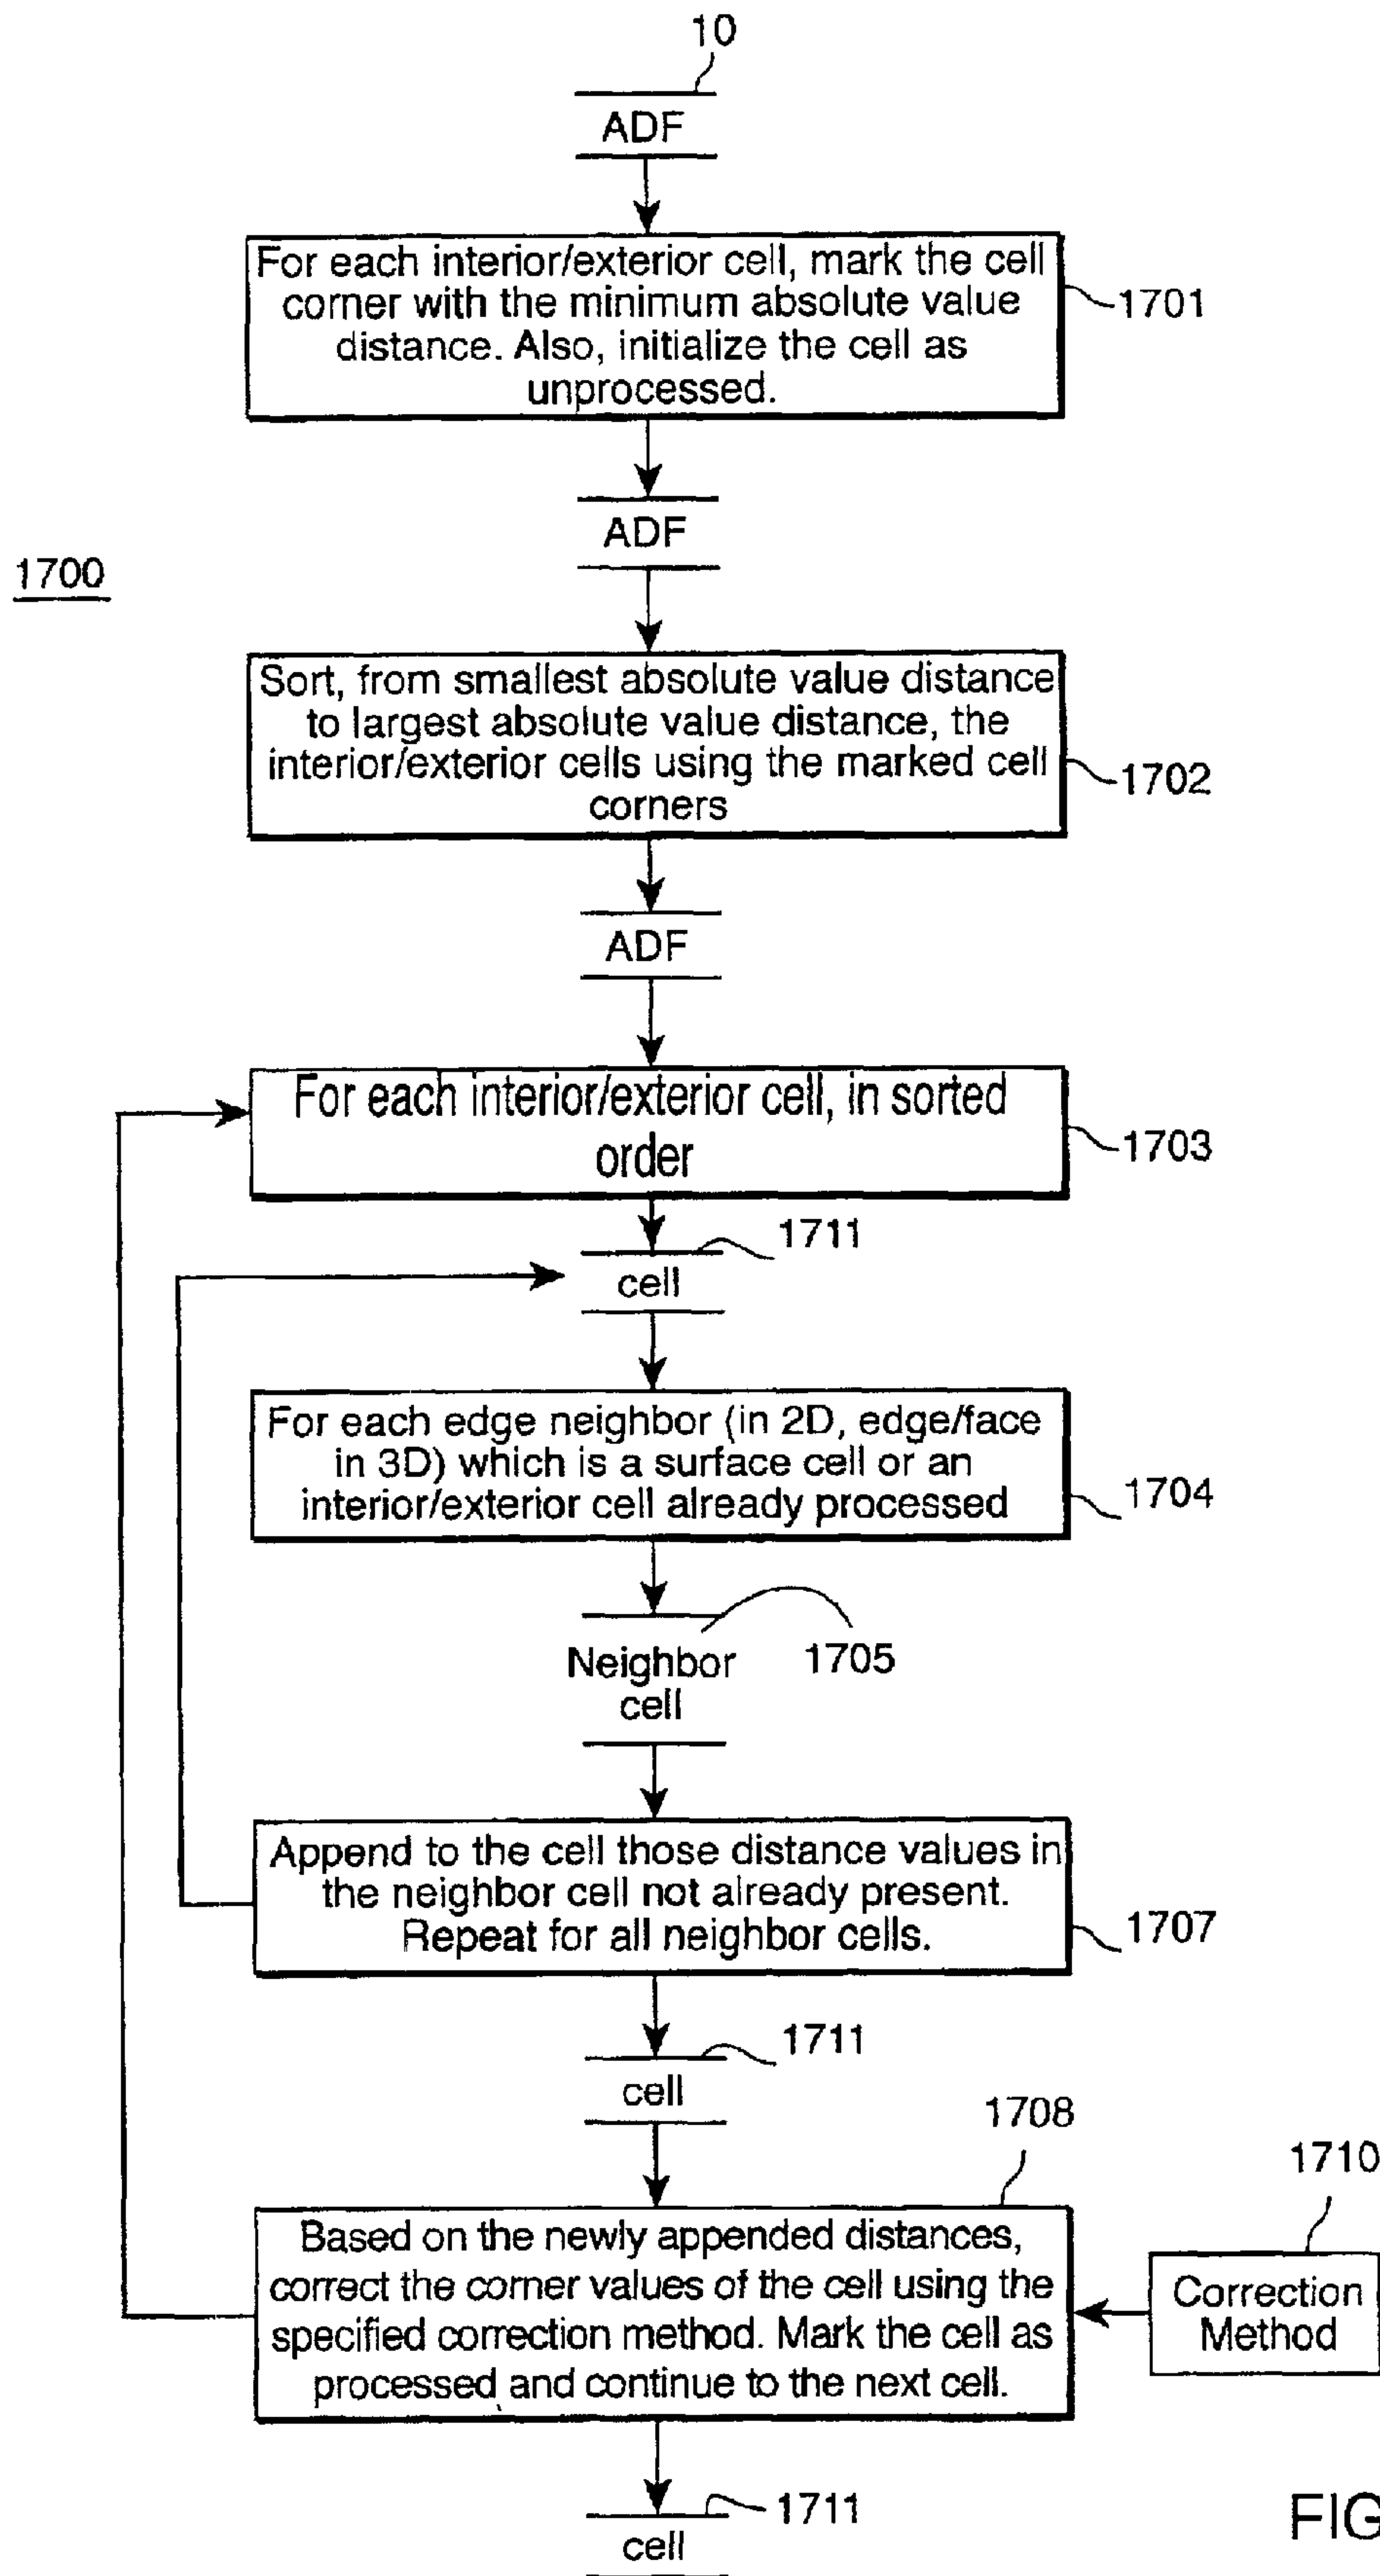 10
ADF
For each interior/exterior cell, mark the cell
corner with the minimum absolute value
distance. Also, initialize the cell as
unprocessed.
1701
ADF
1700
Sort, from smallest absolute value distance
to largest absolute value distance, the
interior/exterior cells using the marked cell
corners
1702
ADF
For each interior/exterior cell, in sorted
order
1703
1711
cell
For each edge neighbor (in 2D, edge/face
in 3D) which is a surface cell or an
interior/exterior cell already processed
1704
Neighbor
cell
1705
Append to the cell those distance values in
the neighbor cell not already present.
Repeat for all neighbor cells.
1707
1711
cell
1708
1710
Based on the newly appended distances,
correct the corner values of the cell using the
specified correction method. Mark the cell as
processed and continue to the next cell.
Correction
Method
1711
cell
FIG